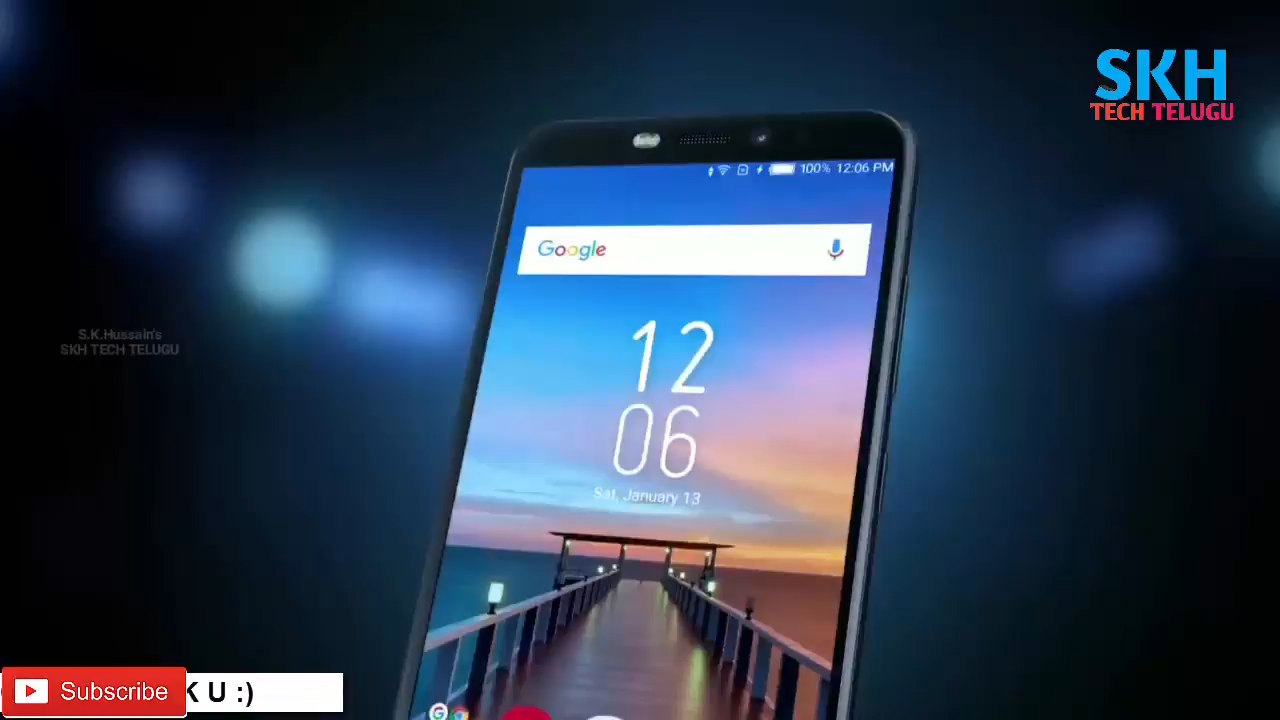 SKH
TECH TELUGU
100% 12:06 PM
Google
12
06
Sat, January 13
S.K.Hussain's
SKH TECH TELUGU
Subscribe
K U :)